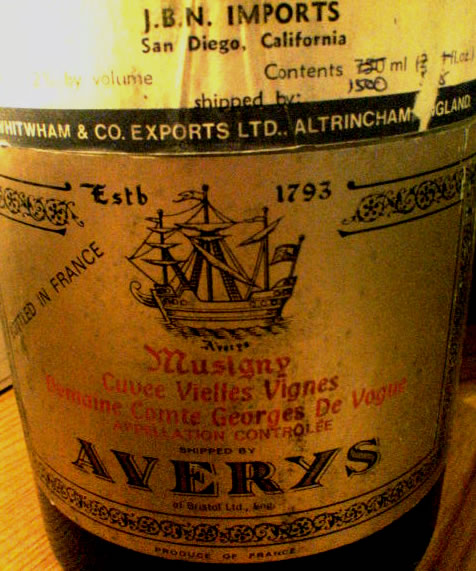 J.B.N. IMPORTS
San Diego, California
by volume Contents 750 ml
1500
shipped by:
WHITWHAM & CO. EXPORTS LTD., ALTRINCHAM, ENGLAND
Estb 1793
BOTTLED IN FRANCE
Averys
Musigny
Cuvee Vielles Vignes
Domaine Comte Georges De Vogue
APPELLATION CONTRÔLÉE
SHIPPED BY
AVERYS
of Bristol Ltd., Eng.
PRODUCE OF FRANCE